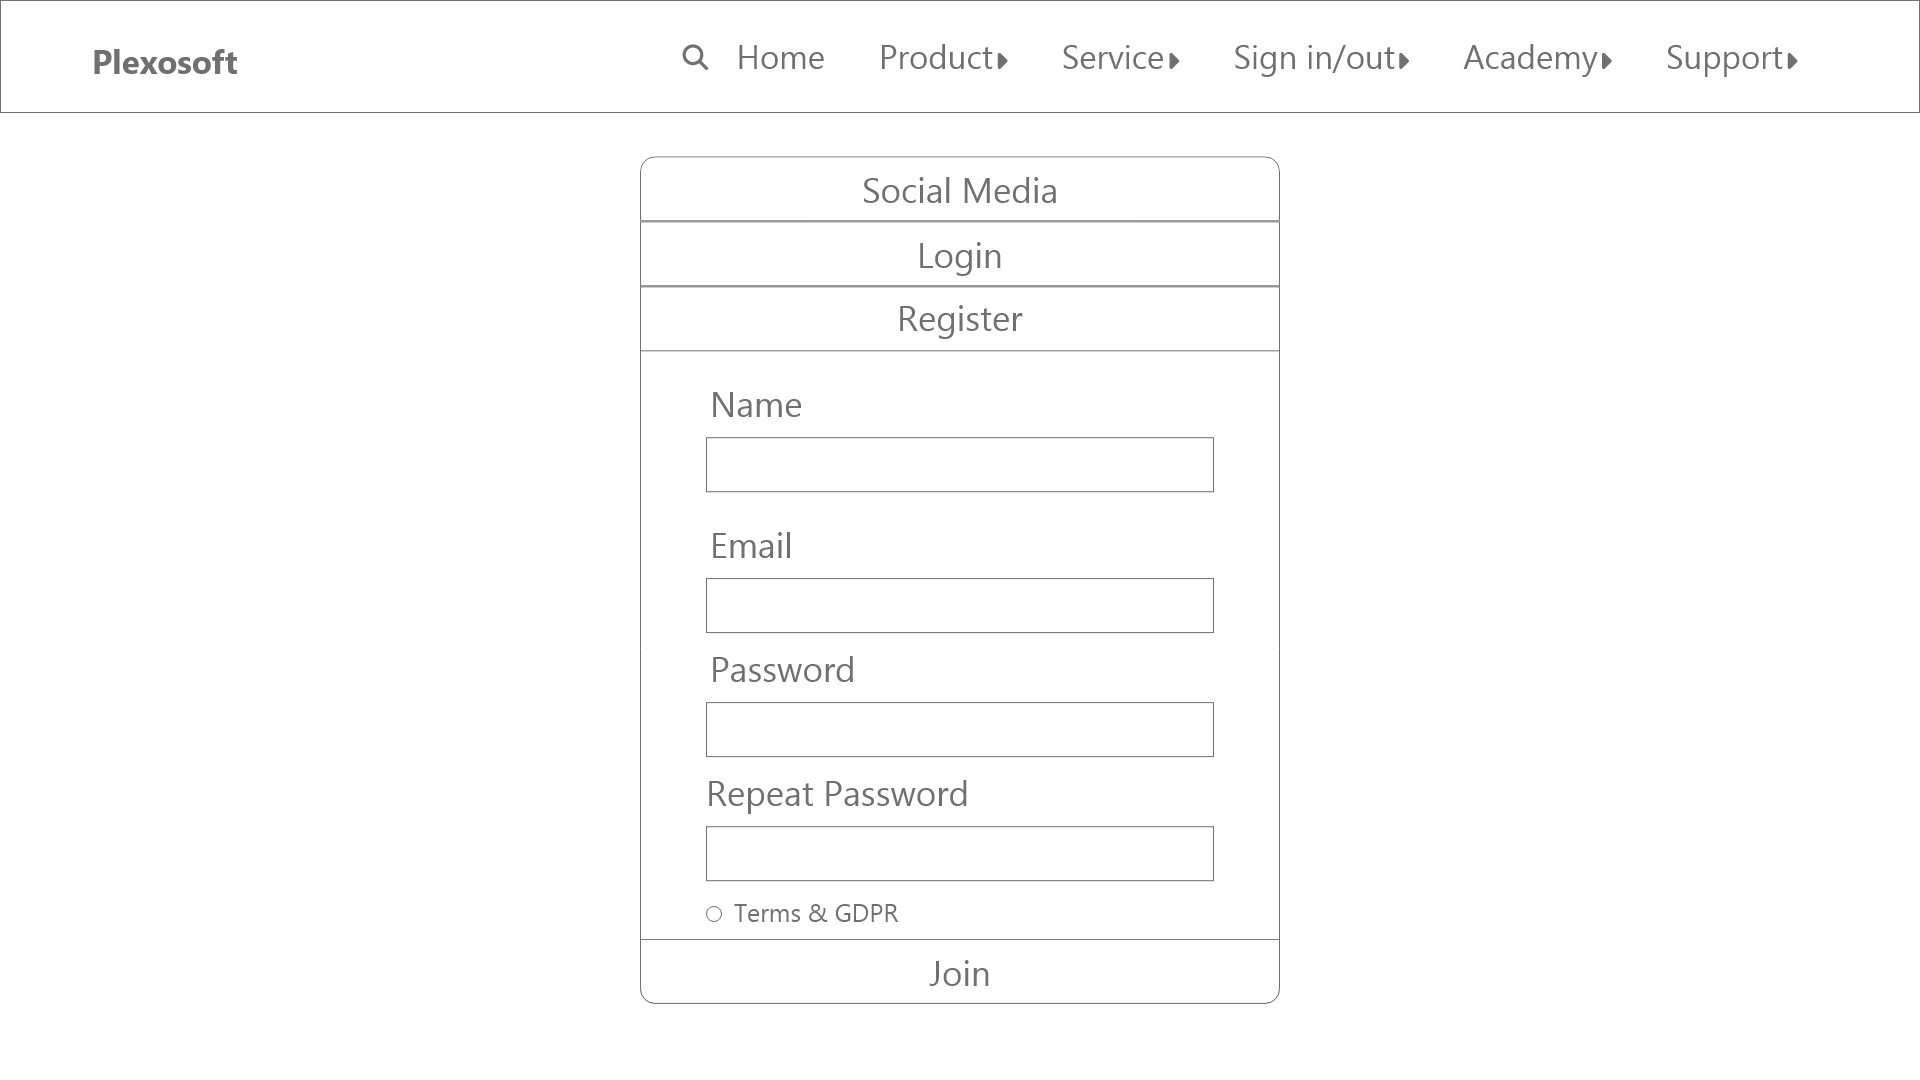 Plexosoft
Home Product Service Sign in/out Academy Support
Social Media
Login
Register
Name
Email
Password
Repeat Password
Terms & GDPR
Join